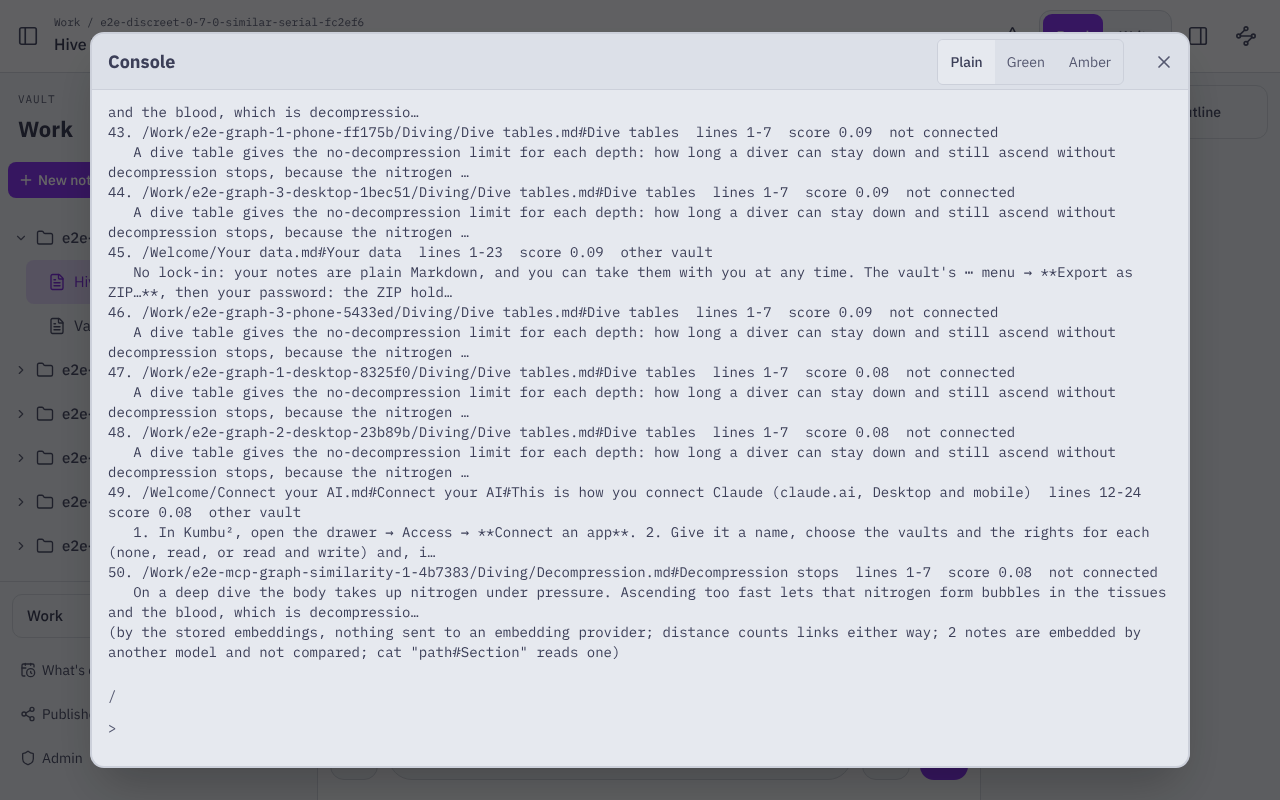 Work / e2e-discreet-0-7-0-similar-serial-fc2ef6
Hive
VAULT
Work
New not
e2e-
Hi
Va
e2e-
e2e-
e2e-
e2e-
e2e-
Work
What's
Publish
Admin
tline
Console
Plain
Green
Amber
and the blood, which is decompressio…
43. /Work/e2e-graph-1-phone-ff175b/Diving/Dive tables.md#Dive tables  lines 1-7  score 0.09  not connected
A dive table gives the no-decompression limit for each depth: how long a diver can stay down and still ascend without
decompression stops, because the nitrogen …
44. /Work/e2e-graph-3-desktop-1bec51/Diving/Dive tables.md#Dive tables  lines 1-7  score 0.09  not connected
A dive table gives the no-decompression limit for each depth: how long a diver can stay down and still ascend without
decompression stops, because the nitrogen …
45. /Welcome/Your data.md#Your data  lines 1-23  score 0.09  other vault
No lock-in: your notes are plain Markdown, and you can take them with you at any time. The vault's ⋯ menu → **Export as
ZIP…**, then your password: the ZIP hold…
46. /Work/e2e-graph-3-phone-5433ed/Diving/Dive tables.md#Dive tables  lines 1-7  score 0.09  not connected
A dive table gives the no-decompression limit for each depth: how long a diver can stay down and still ascend without
decompression stops, because the nitrogen …
47. /Work/e2e-graph-1-desktop-8325f0/Diving/Dive tables.md#Dive tables  lines 1-7  score 0.08  not connected
A dive table gives the no-decompression limit for each depth: how long a diver can stay down and still ascend without
decompression stops, because the nitrogen …
48. /Work/e2e-graph-2-desktop-23b89b/Diving/Dive tables.md#Dive tables  lines 1-7  score 0.08  not connected
A dive table gives the no-decompression limit for each depth: how long a diver can stay down and still ascend without
decompression stops, because the nitrogen …
49. /Welcome/Connect your AI.md#Connect your AI#This is how you connect Claude (claude.ai, Desktop and mobile)  lines 12-24
score 0.08  other vault
1. In Kumbu², open the drawer → Access → **Connect an app**. 2. Give it a name, choose the vaults and the rights for each
(none, read, or read and write) and, i…
50. /Work/e2e-mcp-graph-similarity-1-4b7383/Diving/Decompression.md#Decompression stops  lines 1-7  score 0.08  not connected
On a deep dive the body takes up nitrogen under pressure. Ascending too fast lets that nitrogen form bubbles in the tissues
and the blood, which is decompressio…
(by the stored embeddings, nothing sent to an embedding provider; distance counts links either way; 2 notes are embedded by
another model and not compared; cat "path#Section" reads one)
/
>